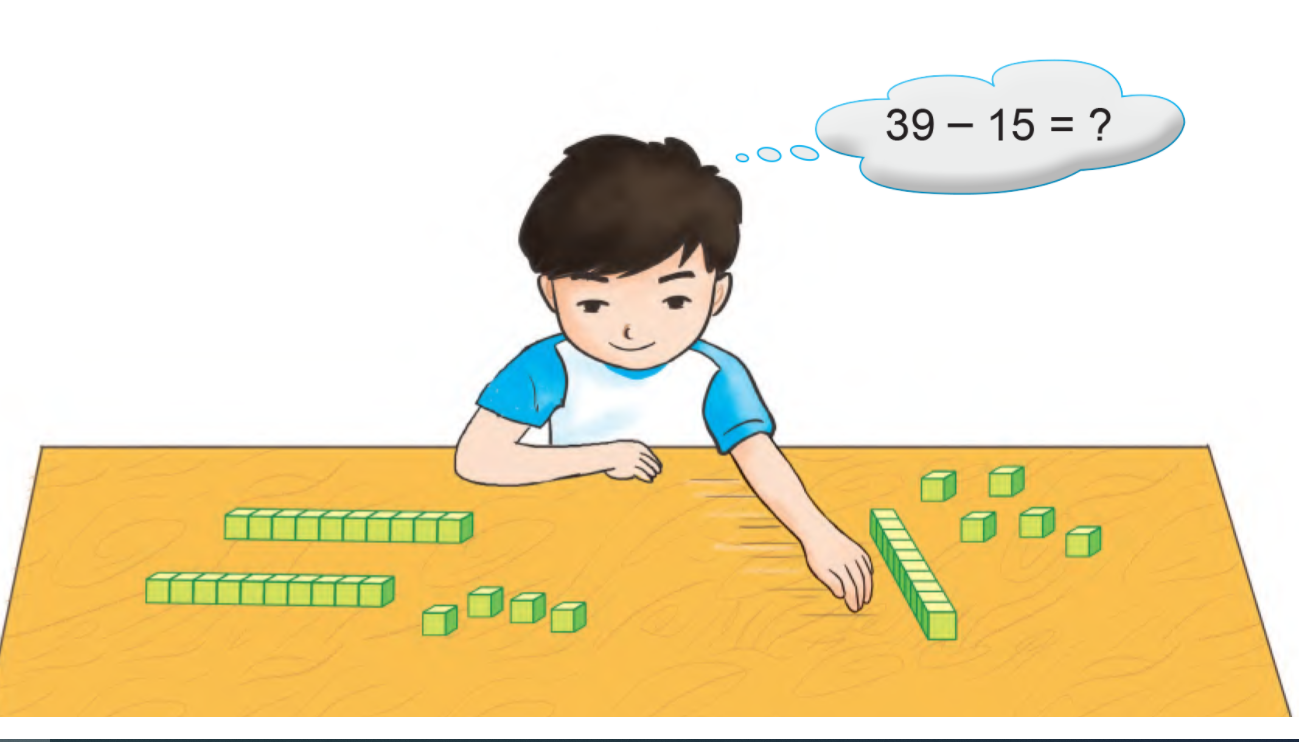 39 – 15 = ?